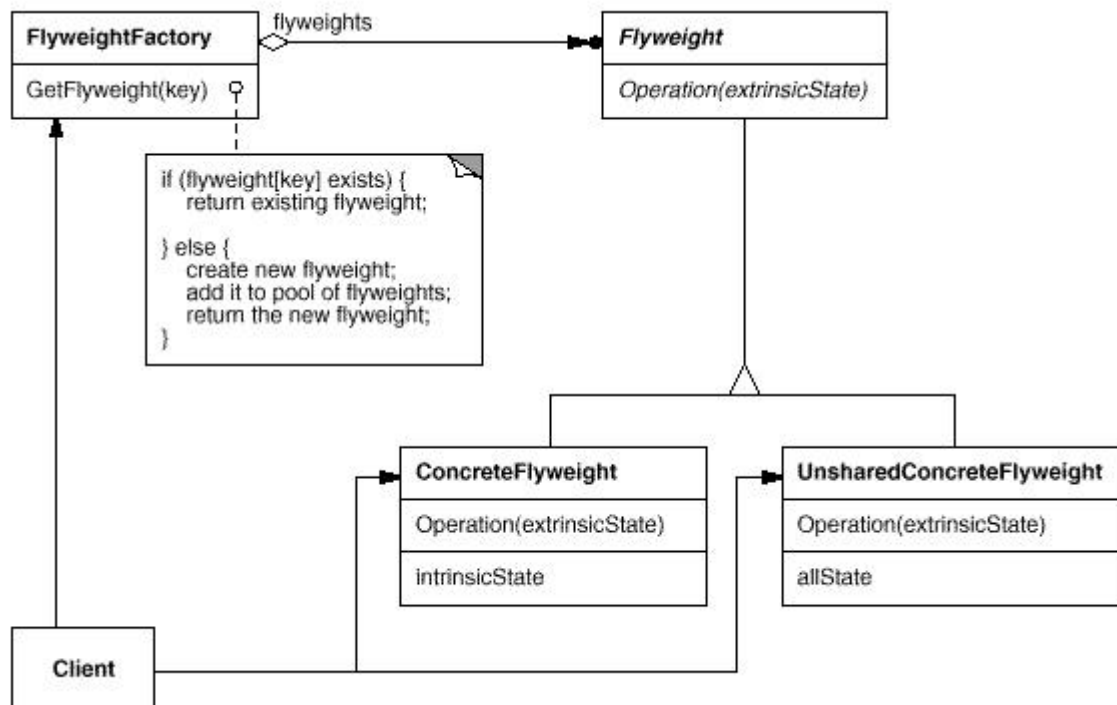 flyweights
FlyweightFactory
GetFlyweight(key)
Flyweight
Operation(extrinsicState)
if (flyweight[key] exists) {
return existing flyweight;
} else {
create new flyweight;
add it to pool of flyweights;
return the new flyweight;
}
ConcreteFlyweight
Operation(extrinsicState)
intrinsicState
UnsharedConcreteFlyweight
Operation(extrinsicState)
allState
Client